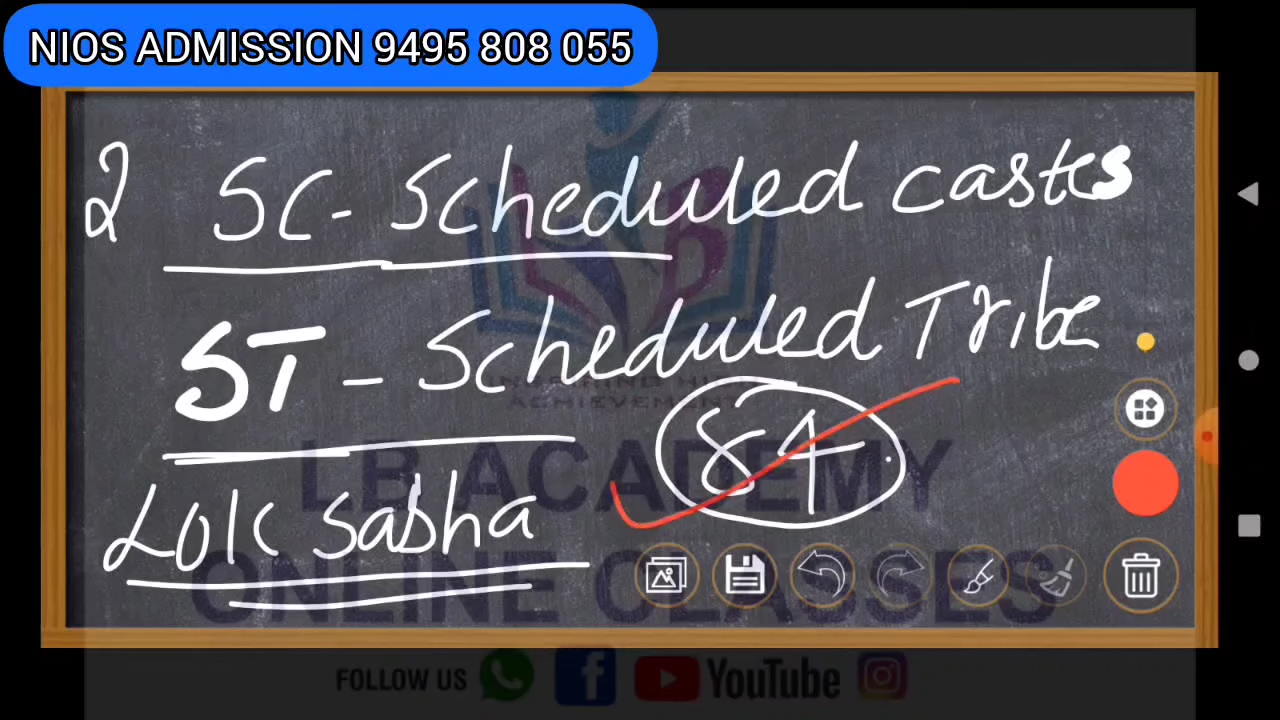 NIOS ADMISSION 9495 808 055
2 SC - Scheduled castes
ST - Scheduled Tribe
84
Lok Sabha
ACHIEVEMENT
LB ACADEMY
ONLINE CLASSES
FOLLOW US YouTube